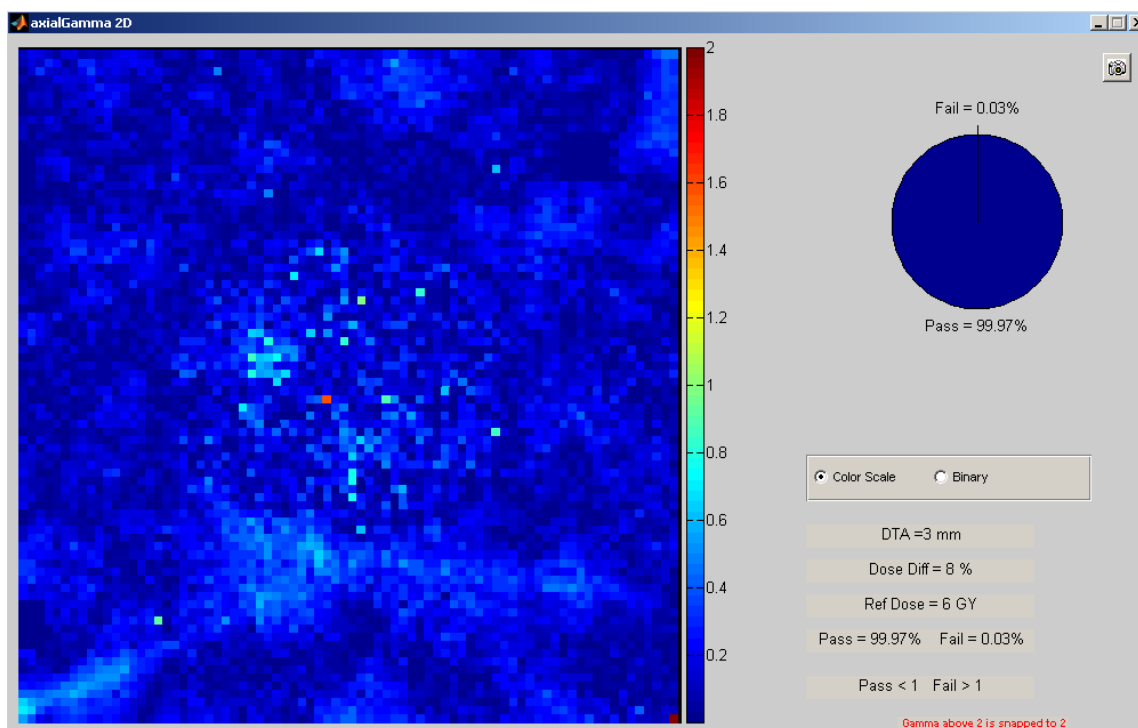 axialGamma 2D
2
1.8
1.6
1.4
1.2
1
0.8
0.6
0.4
0.2
Fail = 0.03%
Pass = 99.97%
Color Scale Binary
DTA =3 mm
Dose Diff = 8 %
Ref Dose = 6 GY
Pass = 99.97% Fail = 0.03%
Pass < 1 Fail > 1
Gamma above 2 is snapped to 2